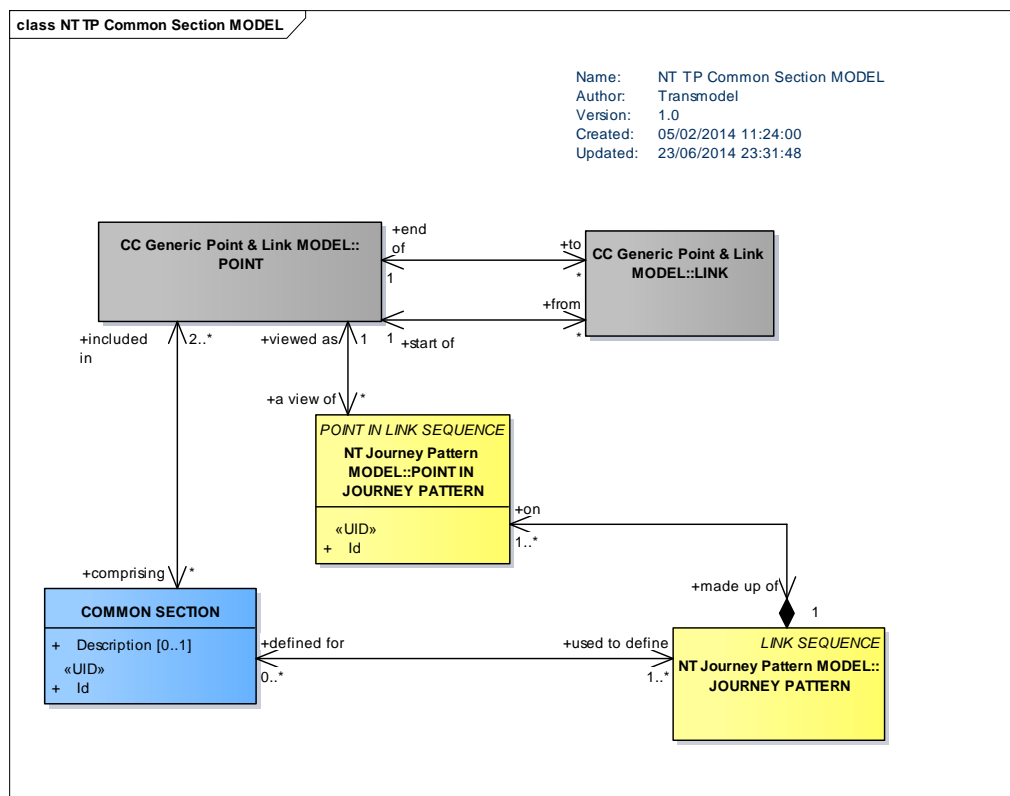 class NT TP Common Section MODEL
Name: NT TP Common Section MODEL
Author: Transmodel
Version: 1.0
Created: 05/02/2014 11:24:00
Updated: 23/06/2014 23:31:48
CC Generic Point & Link MODEL::
POINT
+end
of
1
+to
*
CC Generic Point & Link
MODEL::LINK
+from
*
1
+start of
+included
in
2..*
+viewed as
1
+a view of
*
POINT IN LINK SEQUENCE
NT Journey Pattern
MODEL::POINT IN
JOURNEY PATTERN
«UID»
+ Id
+on
1..*
+made up of
1
+comprising
*
COMMON SECTION
+ Description [0..1]
«UID»
+ Id
+defined for
0..*
+used to define
1..*
LINK SEQUENCE
NT Journey Pattern MODEL::
JOURNEY PATTERN